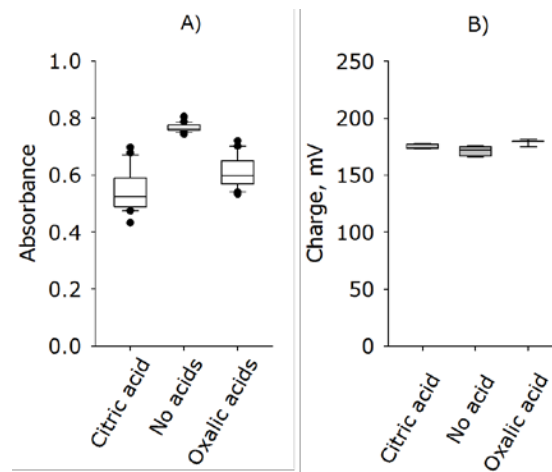 A)
Absorbance
1.0
0.8
0.6
0.4
0.2
0.0
Citric acid
No acids
Oxalic acids
B)
Charge, mV
250
200
150
100
50
0
Citric acid
No acid
Oxalic acid